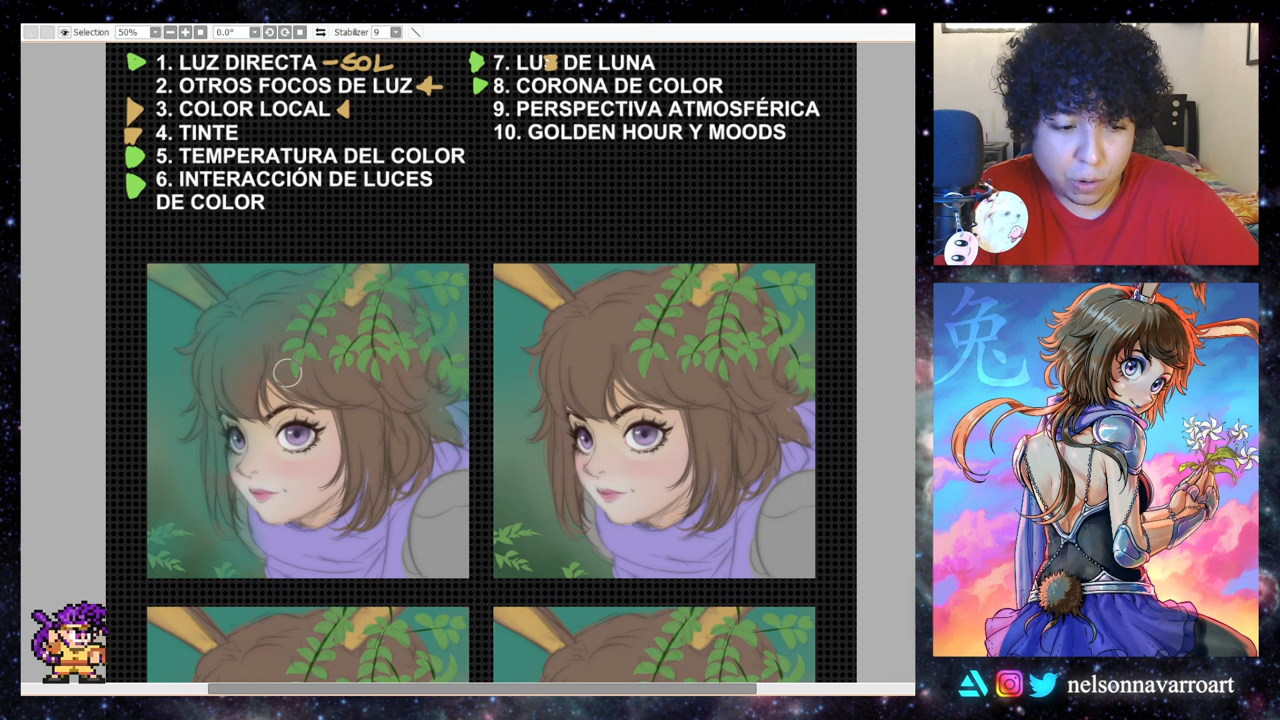 Selection 50% 0.0° Stabilizer 9
1. LUZ DIRECTA -SOL
2. OTROS FOCOS DE LUZ
3. COLOR LOCAL
4. TINTE
5. TEMPERATURA DEL COLOR
6. INTERACCIÓN DE LUCES
DE COLOR
7. LUZ DE LUNA
8. CORONA DE COLOR
9. PERSPECTIVA ATMOSFÉRICA
10. GOLDEN HOUR Y MOODS
兔
nelsonnavarroart